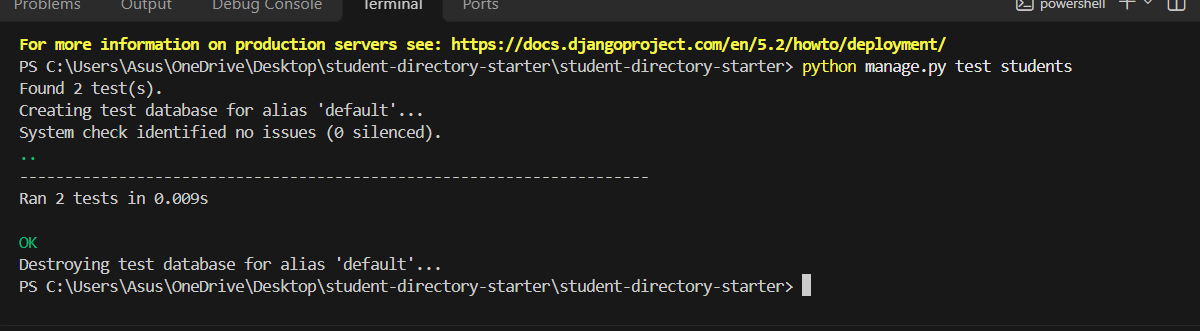 Problems Output Debug Console Terminal Ports powershell
For more information on production servers see: https://docs.djangoproject.com/en/5.2/howto/deployment/
PS C:\Users\Asus\OneDrive\Desktop\student-directory-starter\student-directory-starter> python manage.py test students
Found 2 test(s).
Creating test database for alias 'default'...
System check identified no issues (0 silenced).
..
----------------------------------------------------------------------
Ran 2 tests in 0.009s
OK
Destroying test database for alias 'default'...
PS C:\Users\Asus\OneDrive\Desktop\student-directory-starter\student-directory-starter>